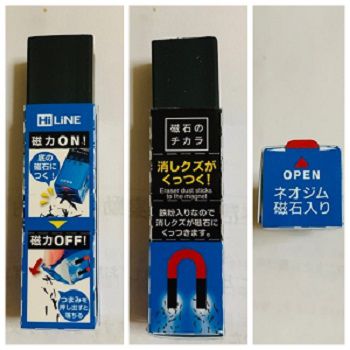 Hi LiNE
磁力ON!
底の
磁石に
つく!
磁力OFF!
つまみを
押し出すと
落ちる
磁石の
チカラ
消しクズが
くっつく!
Eraser dust sticks
to the magnet
鉄粉入りなので
消しクズが磁石に
くっつきます。
OPEN
ネオジム
磁石入り